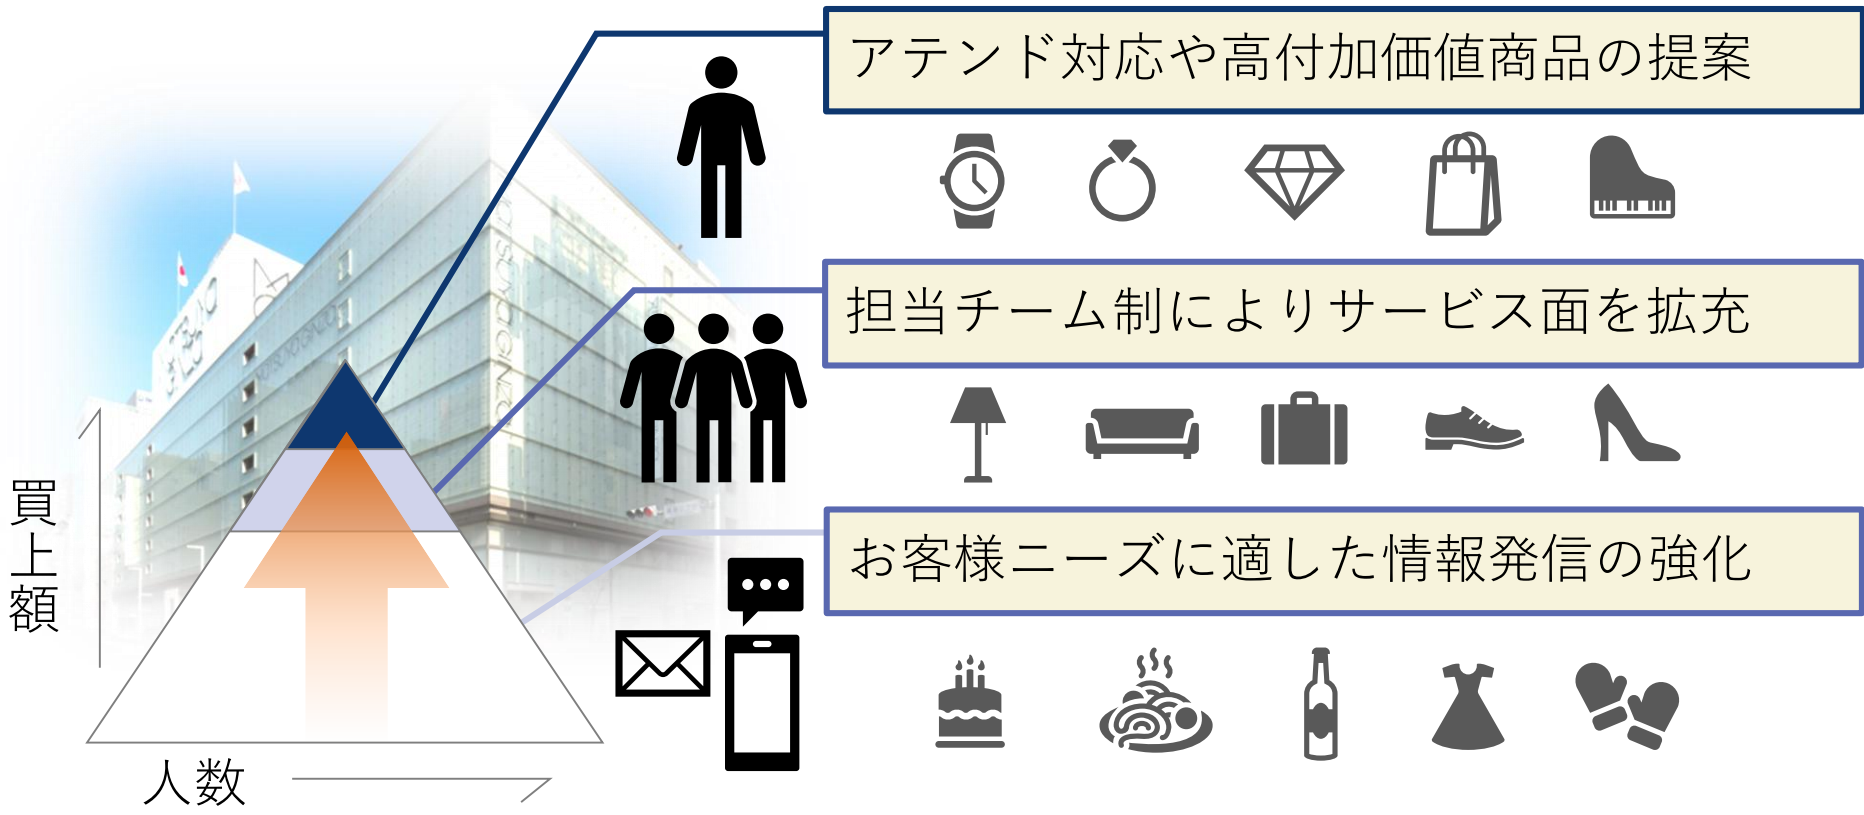 アテンド対応や高付加価値商品の提案
担当チーム制によりサービス面を拡充
お客様ニーズに適した情報発信の強化
買上額
人数